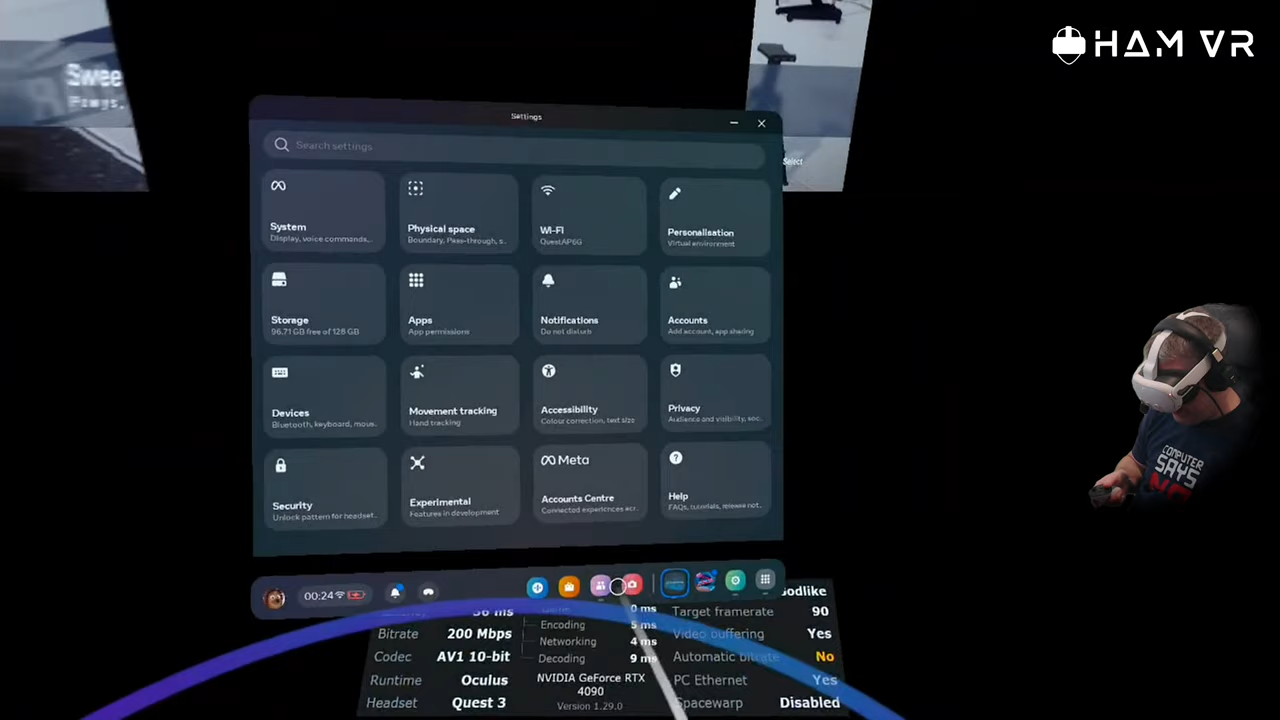 HAM VR
Swee
Powys,
Select
Settings
Search settings
System
Display, voice commands,..
Physical space
Boundary, Pass-through, s..
Wi-Fi
QuestAP6G
Personalisation
Virtual environment
Storage
96.71 GB free of 128 GB
Apps
App permissions
Notifications
Do not disturb
Accounts
Add account, app sharing
Devices
Bluetooth, keyboard, mous..
Movement tracking
Hand tracking
Accessibility
Colour correction, text size
Privacy
Audience and visibility, soc..
Security
Unlock pattern for headset..
Experimental
Features in development
Meta
Accounts Centre
Connected experiences acr..
Help
FAQs, tutorials, release not..
00:24
COMPUTER
SAYS
NO
odlike
0 ms
Target framerate 90
Encoding 5 ms
Video buffering Yes
Bitrate 200 Mbps
Networking 4 ms
Automatic bitrate No
Codec AV1 10-bit
Decoding 9 ms
PC Ethernet Yes
Runtime Oculus
NVIDIA GeForce RTX
4090
Spacewarp Disabled
Headset Quest 3
Version 1.29.0